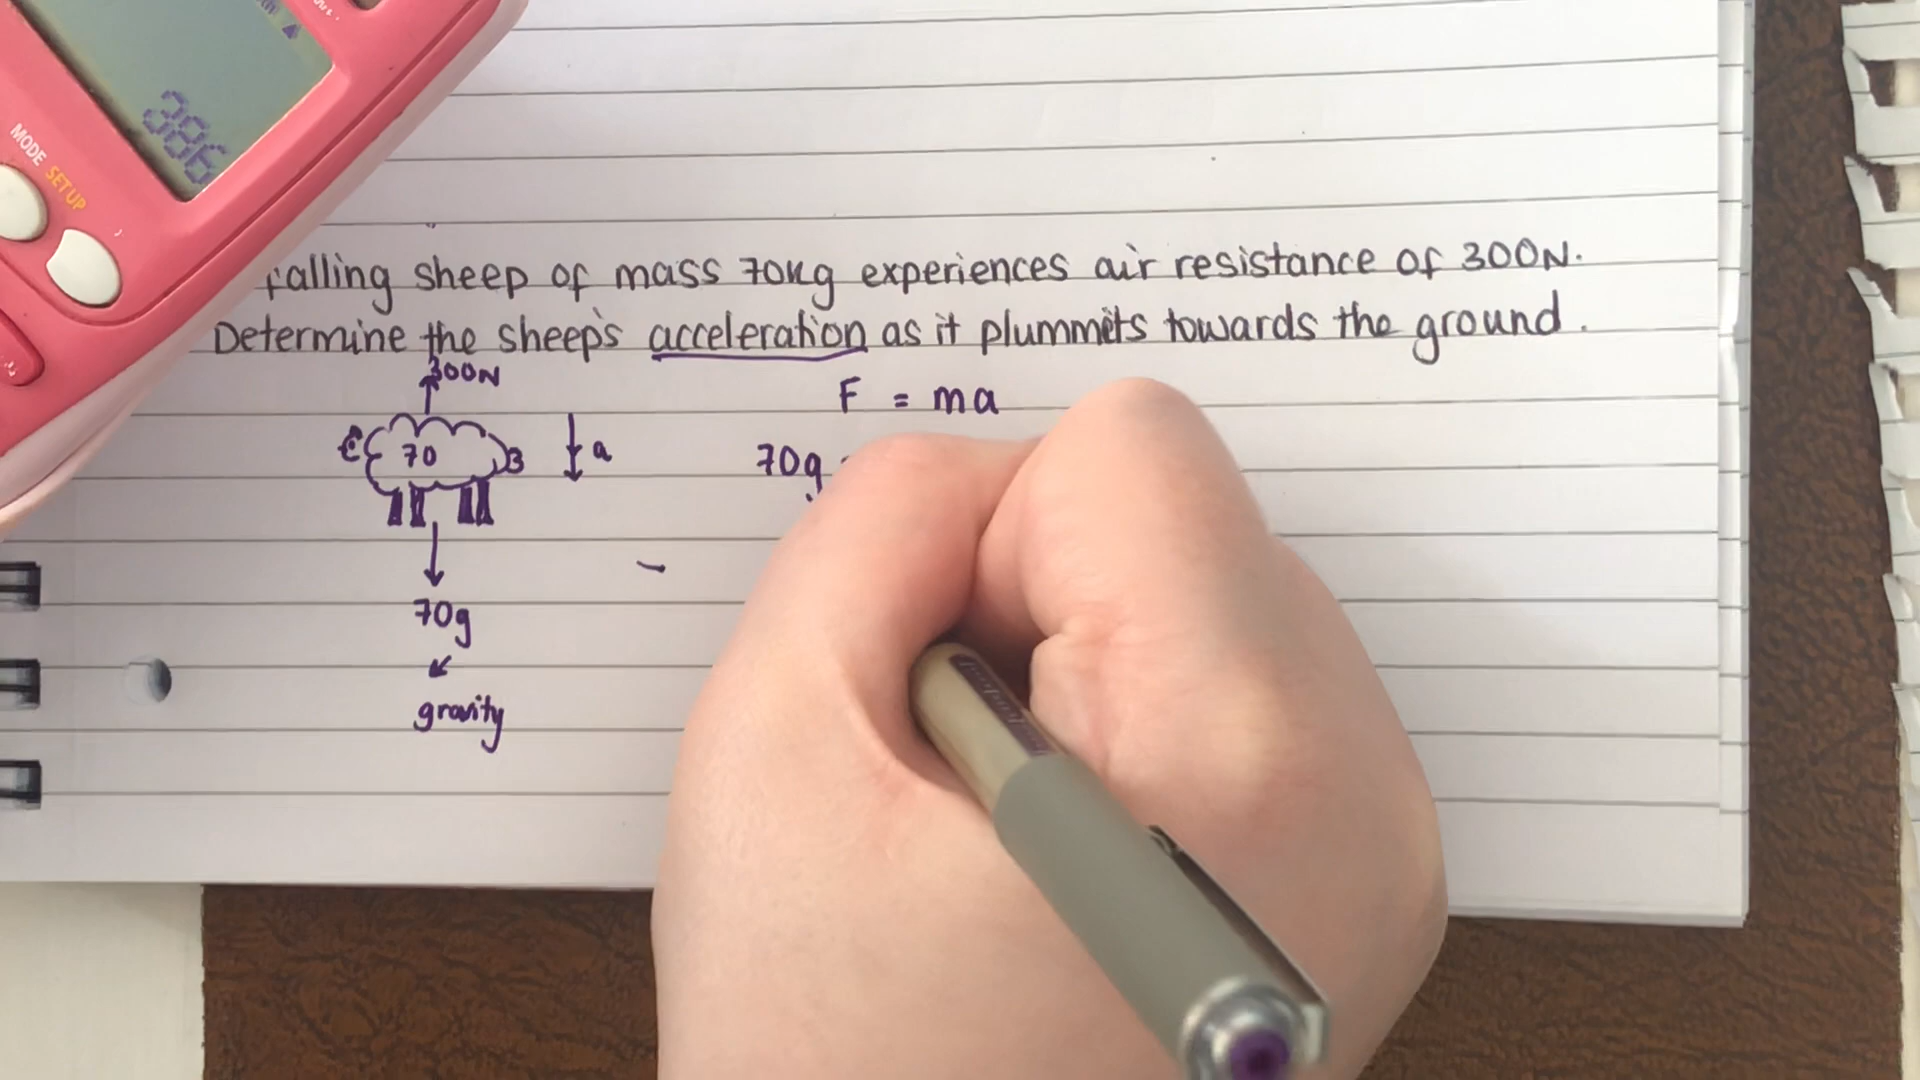 386
MODE SETUP
falling sheep of mass 70kg experiences air resistance of 300N.
Determine the sheep's acceleration as it plummits towards the ground.
300N
70
a
70g
gravity
F = ma
70g